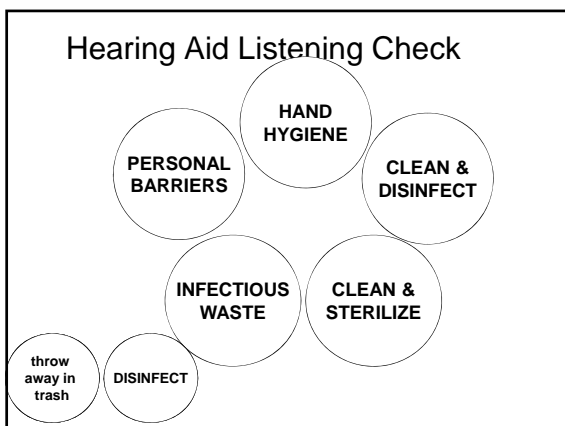 Hearing Aid Listening Check
HAND
HYGIENE
PERSONAL
BARRIERS
CLEAN &
DISINFECT
INFECTIOUS
WASTE
CLEAN &
STERILIZE
throw
away in
trash
DISINFECT